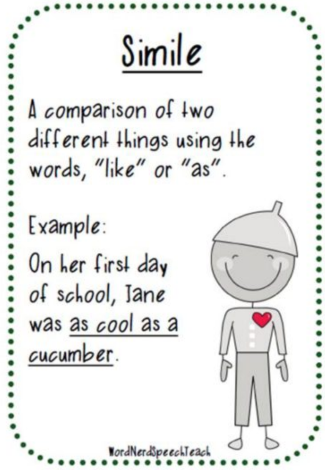 Simile
A comparison of two
different things using the
words, "like" or "as".
Example:
On her first day
of school, Jane
was as cool as a
cucumber.
WordNerdSpeechTeach